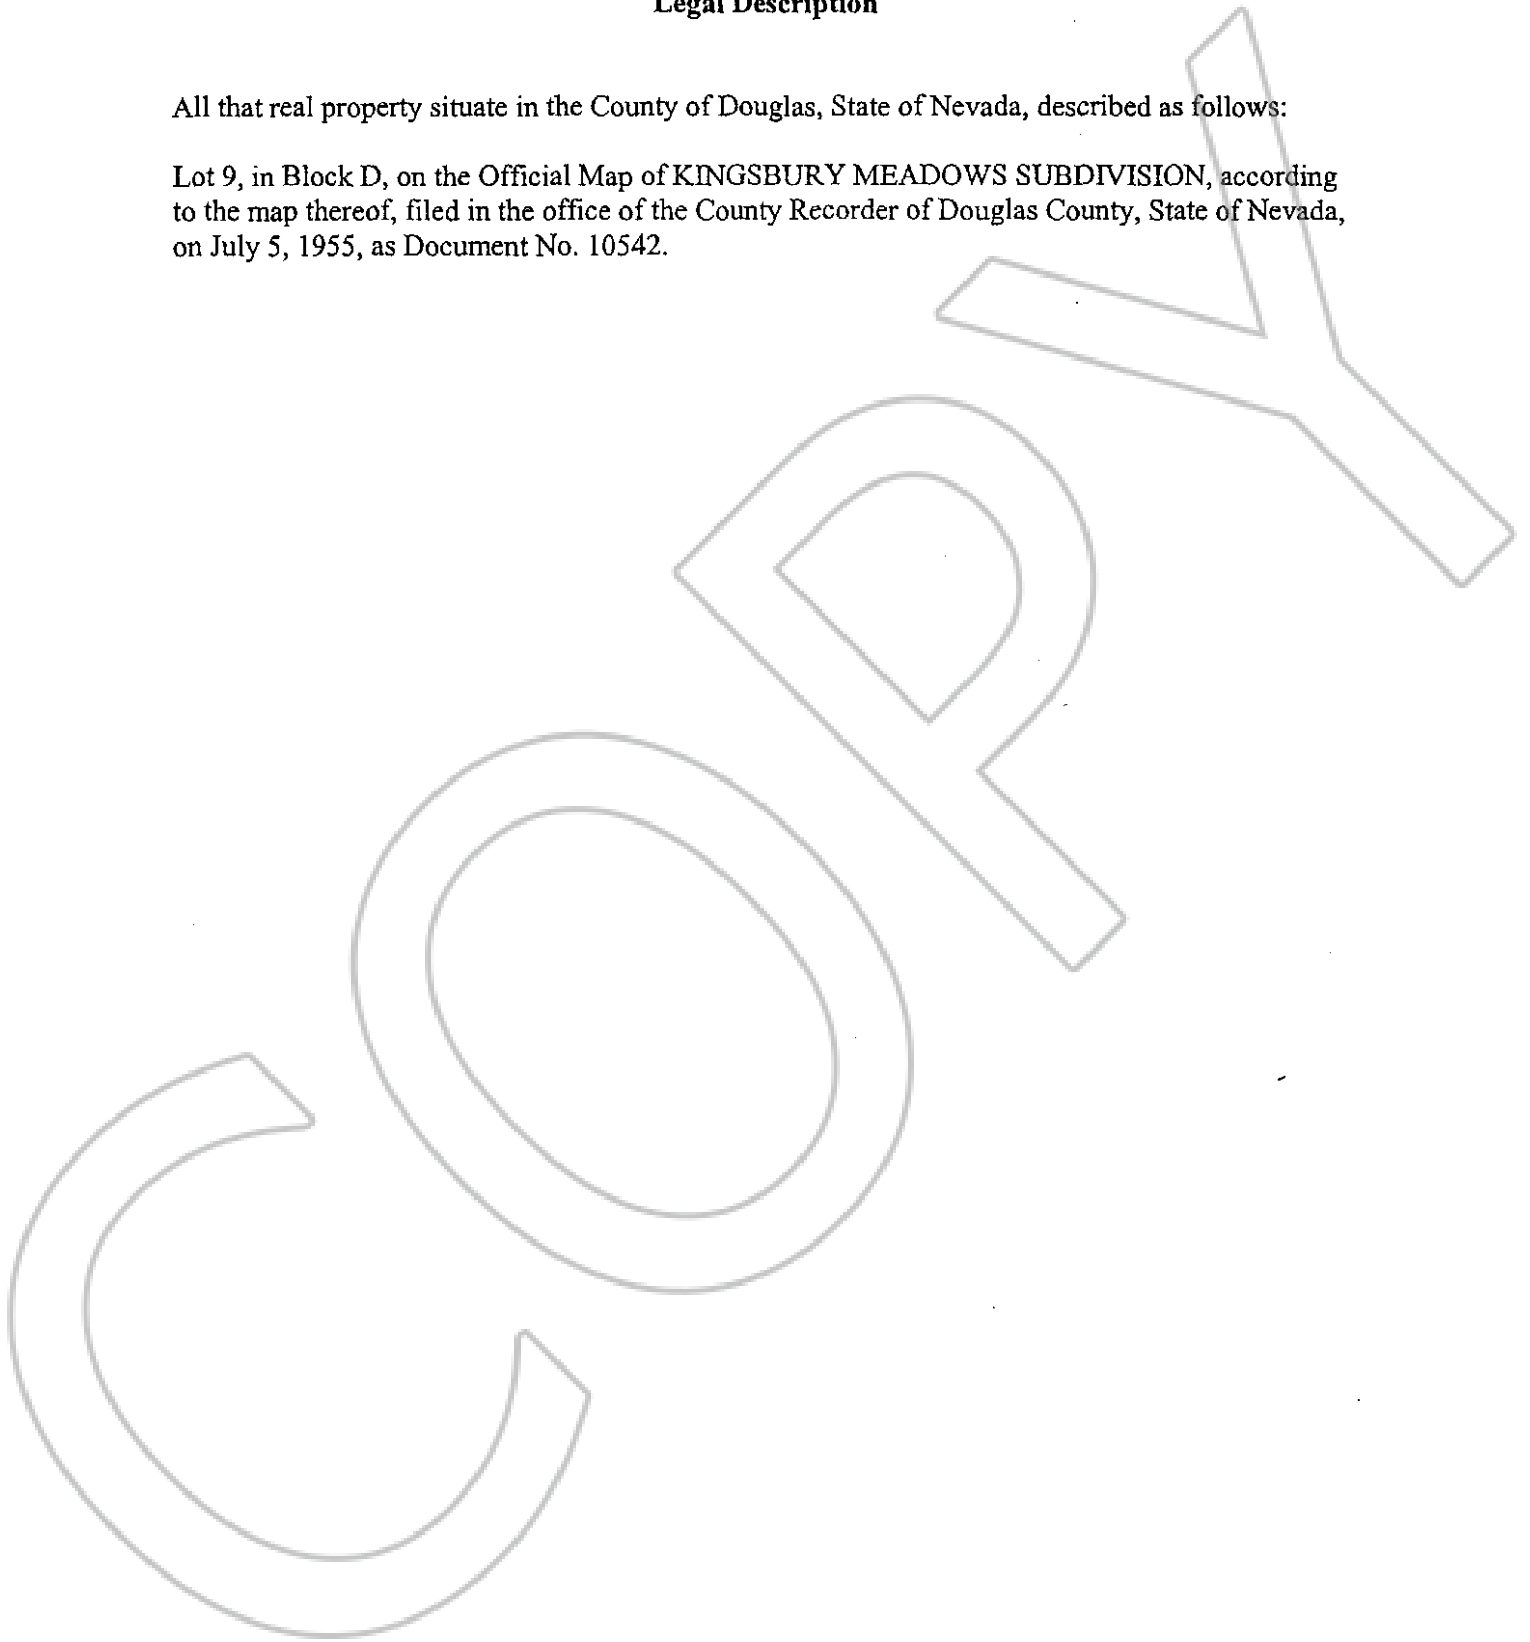 Legal Description
All that real property situate in the County of Douglas, State of Nevada, described as follows:
Lot 9, in Block D, on the Official Map of KINGSBURY MEADOWS SUBDIVISION, according
to the map thereof, filed in the office of the County Recorder of Douglas County, State of Nevada,
on July 5, 1955, as Document No. 10542.
COPY